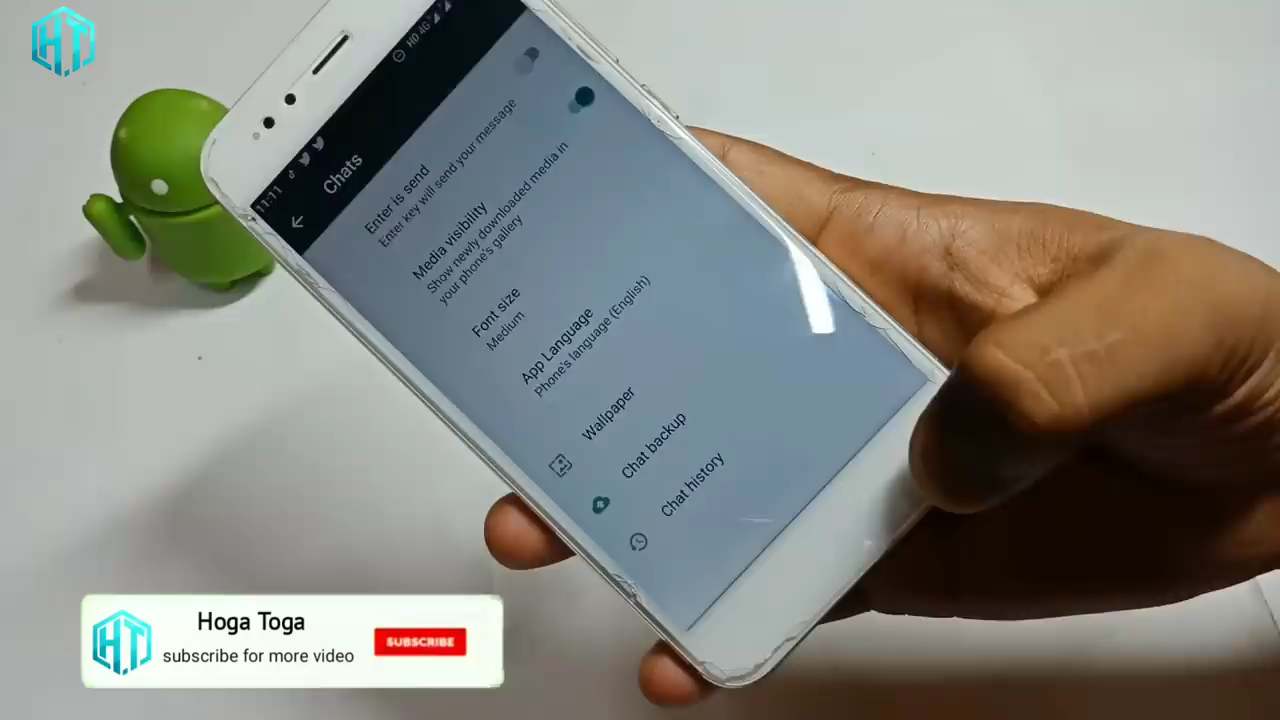 HT
HD 4G
11:11
Chats
Enter is send
Enter key will send your message
Media visibility
Show newly downloaded media in
your phone's gallery
Font size
Medium
App Language
Phone's language (English)
Wallpaper
Chat backup
Chat history
HT
Hoga Toga
subscribe for more video
SUBSCRIBE